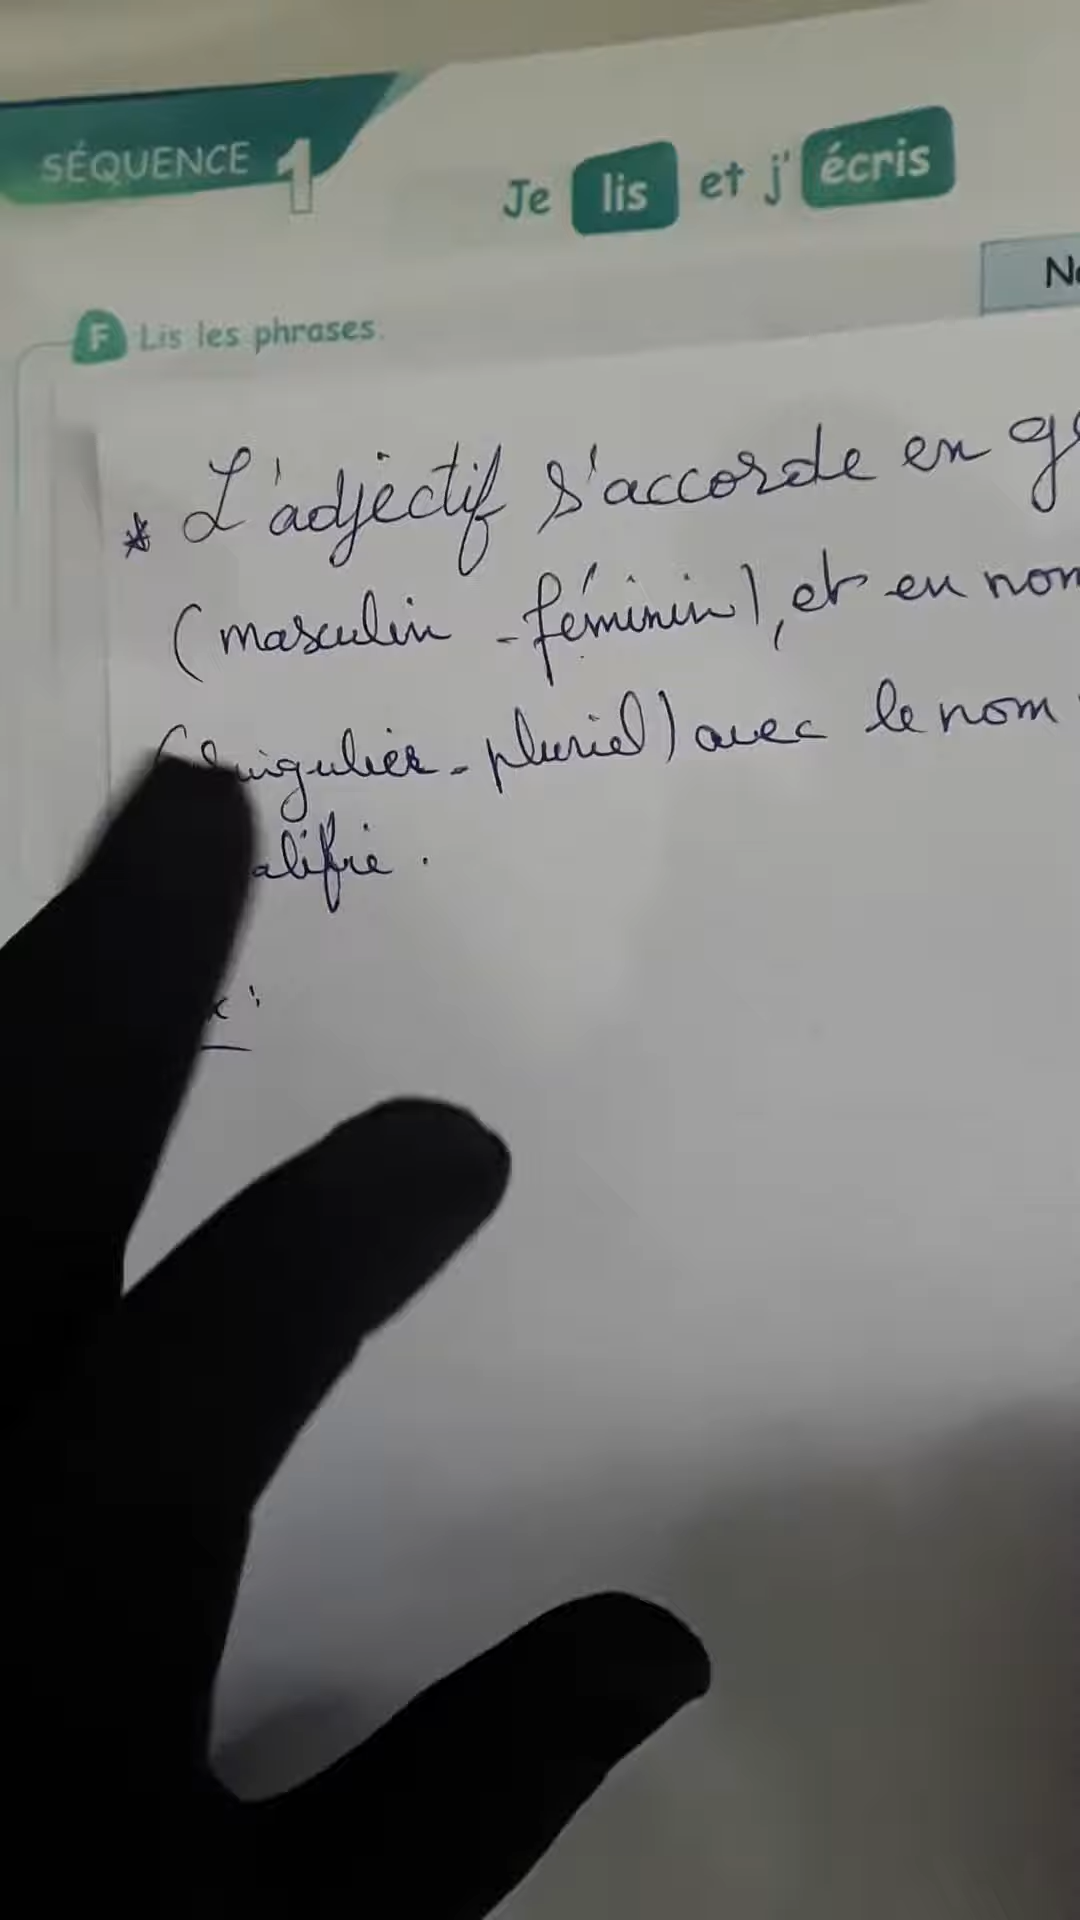 SÉQUENCE 1
Je lis et j'écris
F Lis les phrases.
* L'adjectif s'accorde en
(masculin - féminin), et en
(singulier - pluriel) avec le nom